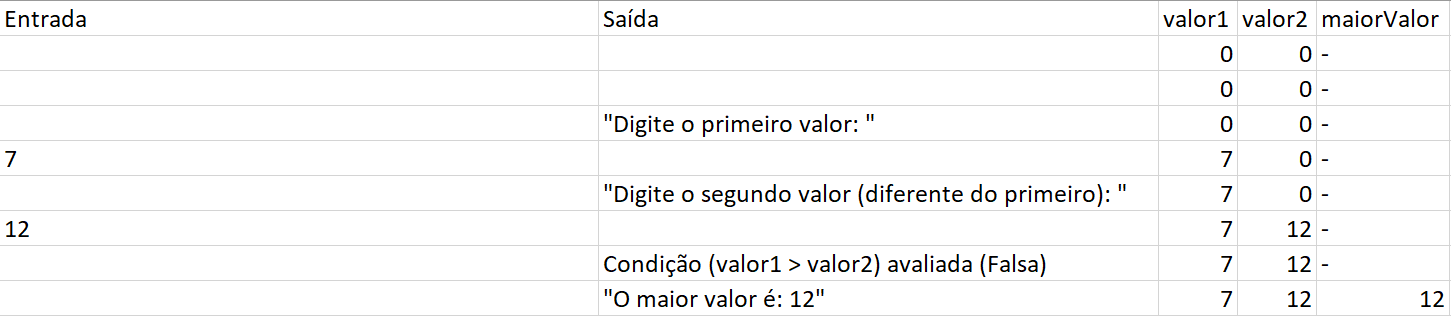 Entrada Saída valor1 valor2 maiorValor
0 0 -
0 0 -
"Digite o primeiro valor: " 0 0 -
7 7 0 -
"Digite o segundo valor (diferente do primeiro): " 7 0 -
12 7 12 -
Condição (valor1 > valor2) avaliada (Falsa) 7 12 -
"O maior valor é: 12" 7 12 12